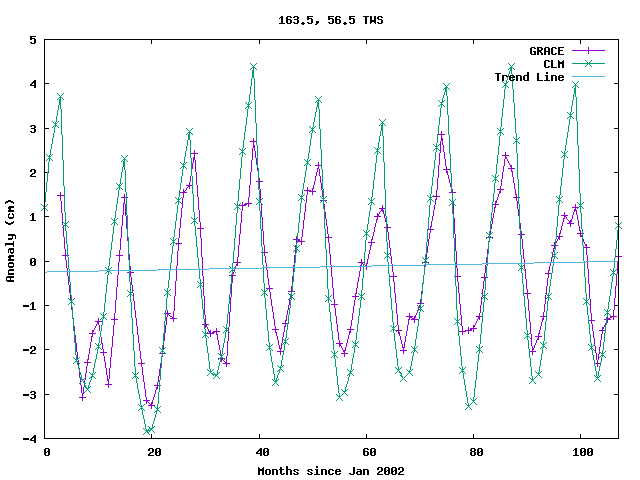 163.5, 56.5 TWS
GRACE
CLM
Trend Line
5
4
3
2
1
0
-1
-2
-3
-4
Anomaly (cm)
0 20 40 60 80 100
Months since Jan 2002